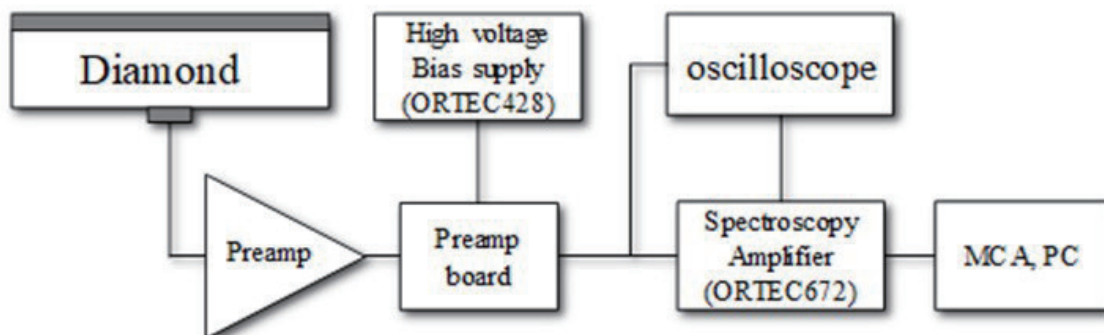 Diamond
High voltage
Bias supply
(ORTEC428)
oscilloscope
Preamp
Preamp
board
Spectroscopy
Amplifier
(ORTEC672)
MCA, PC